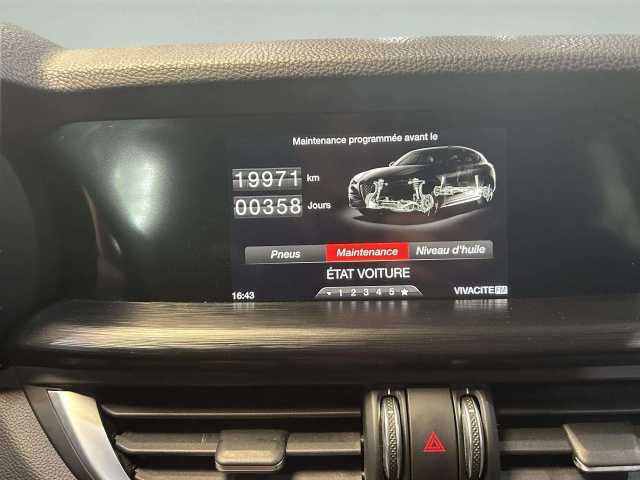 Maintenance programmée avant le
19971 km
00358 Jours
Pneus Maintenance Niveau d'huile
ÉTAT VOITURE
16:43 1 2 3 4 5 ★ VIVACITE FM